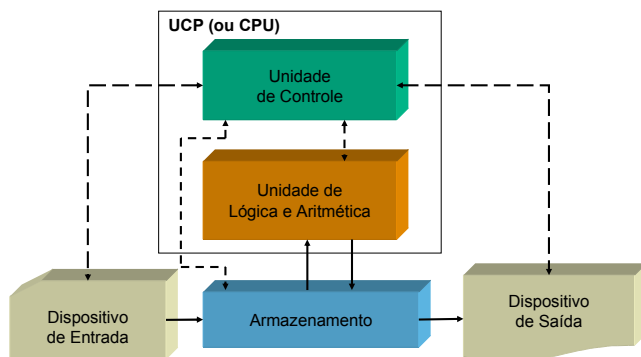 UCP (ou CPU)
Unidade
de Controle
Unidade de
Lógica e Aritmética
Dispositivo
de Entrada
Armazenamento
Dispositivo
de Saída